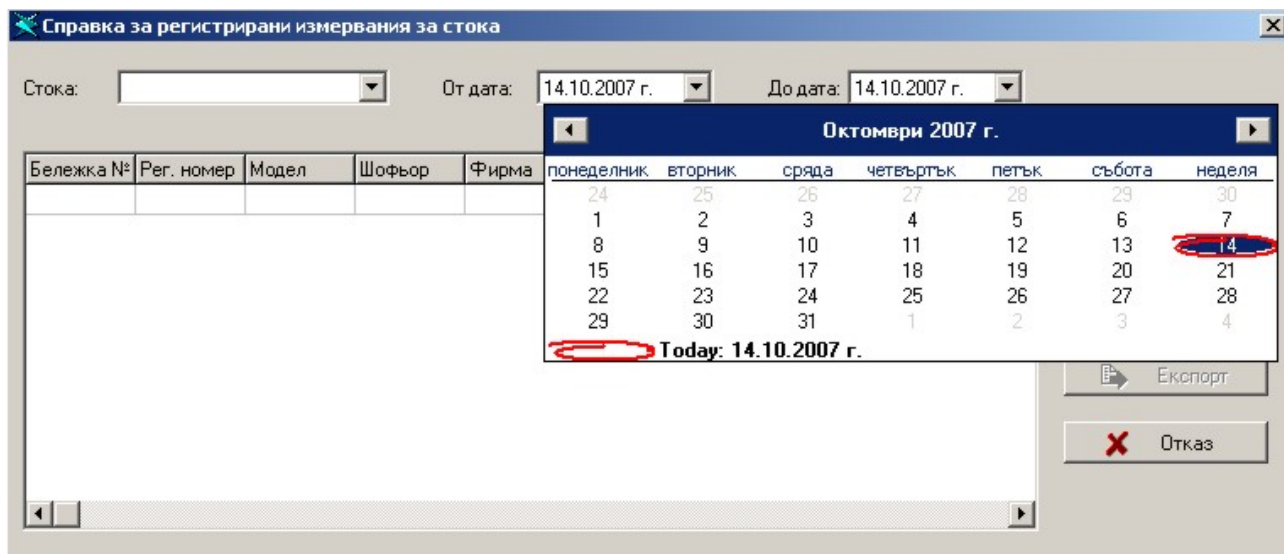 Справка за регистрирани измервания за стока
Стока: От дата: 14.10.2007 г. До дата: 14.10.2007 г.
Октомври 2007 г.
Бележка № Рег. номер Модел Шофьор Фирма
понеделник вторник сряда четвъртък петък събота неделя
24 25 26 27 28 29 30
1 2 3 4 5 6 7
8 9 10 11 12 13 14
15 16 17 18 19 20 21
22 23 24 25 26 27 28
29 30 31 1 2 3 4
Today: 14.10.2007 г.
Експорт
Отказ